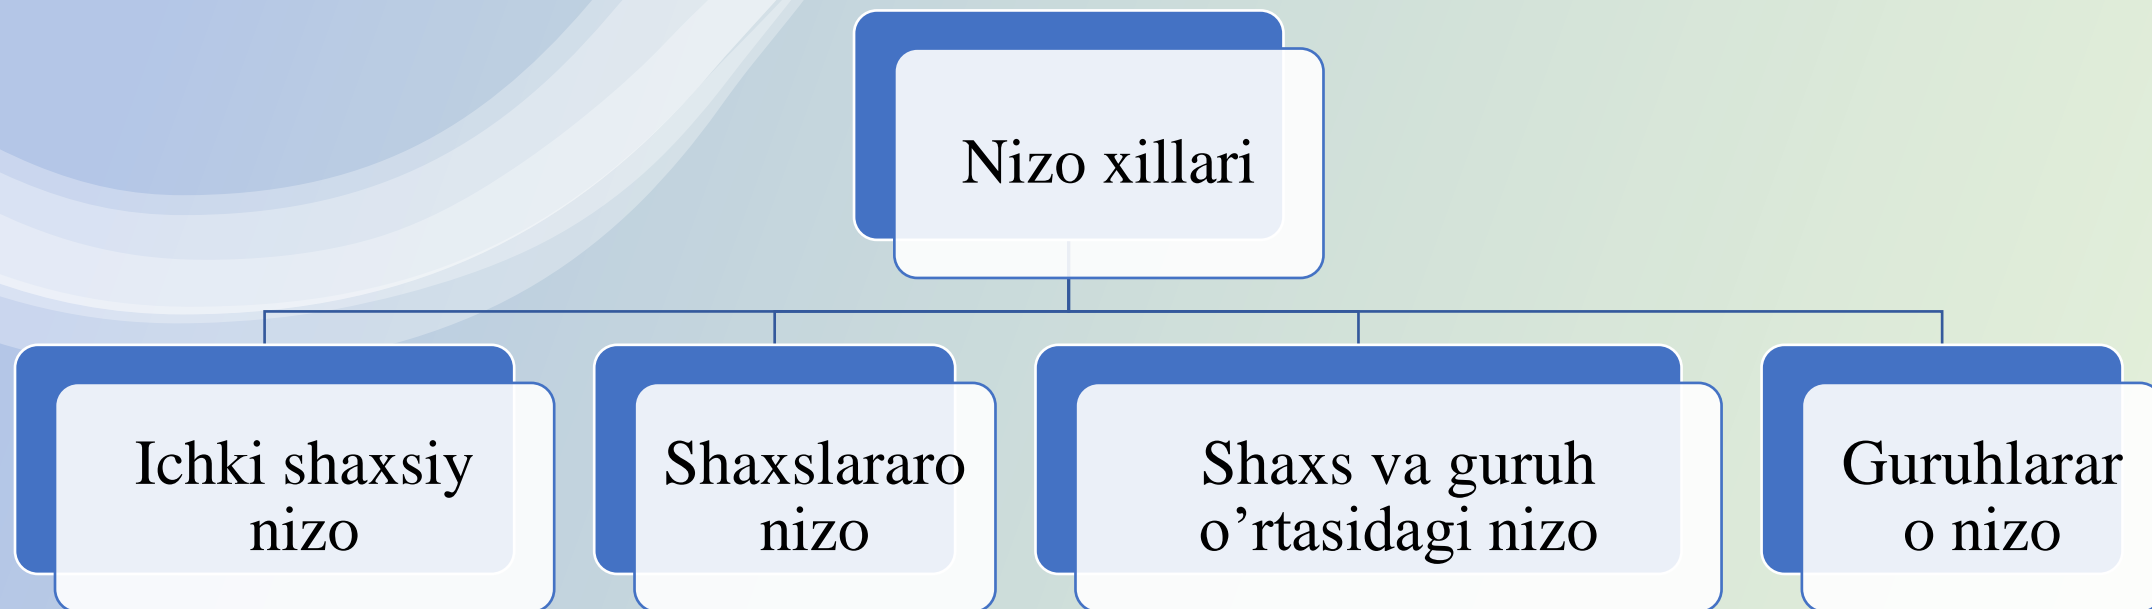 Nizo xillari
Ichki shaxsiy
nizo
Shaxslararo
nizo
Shaxs va guruh
o’rtasidagi nizo
Guruhlarar
o nizo